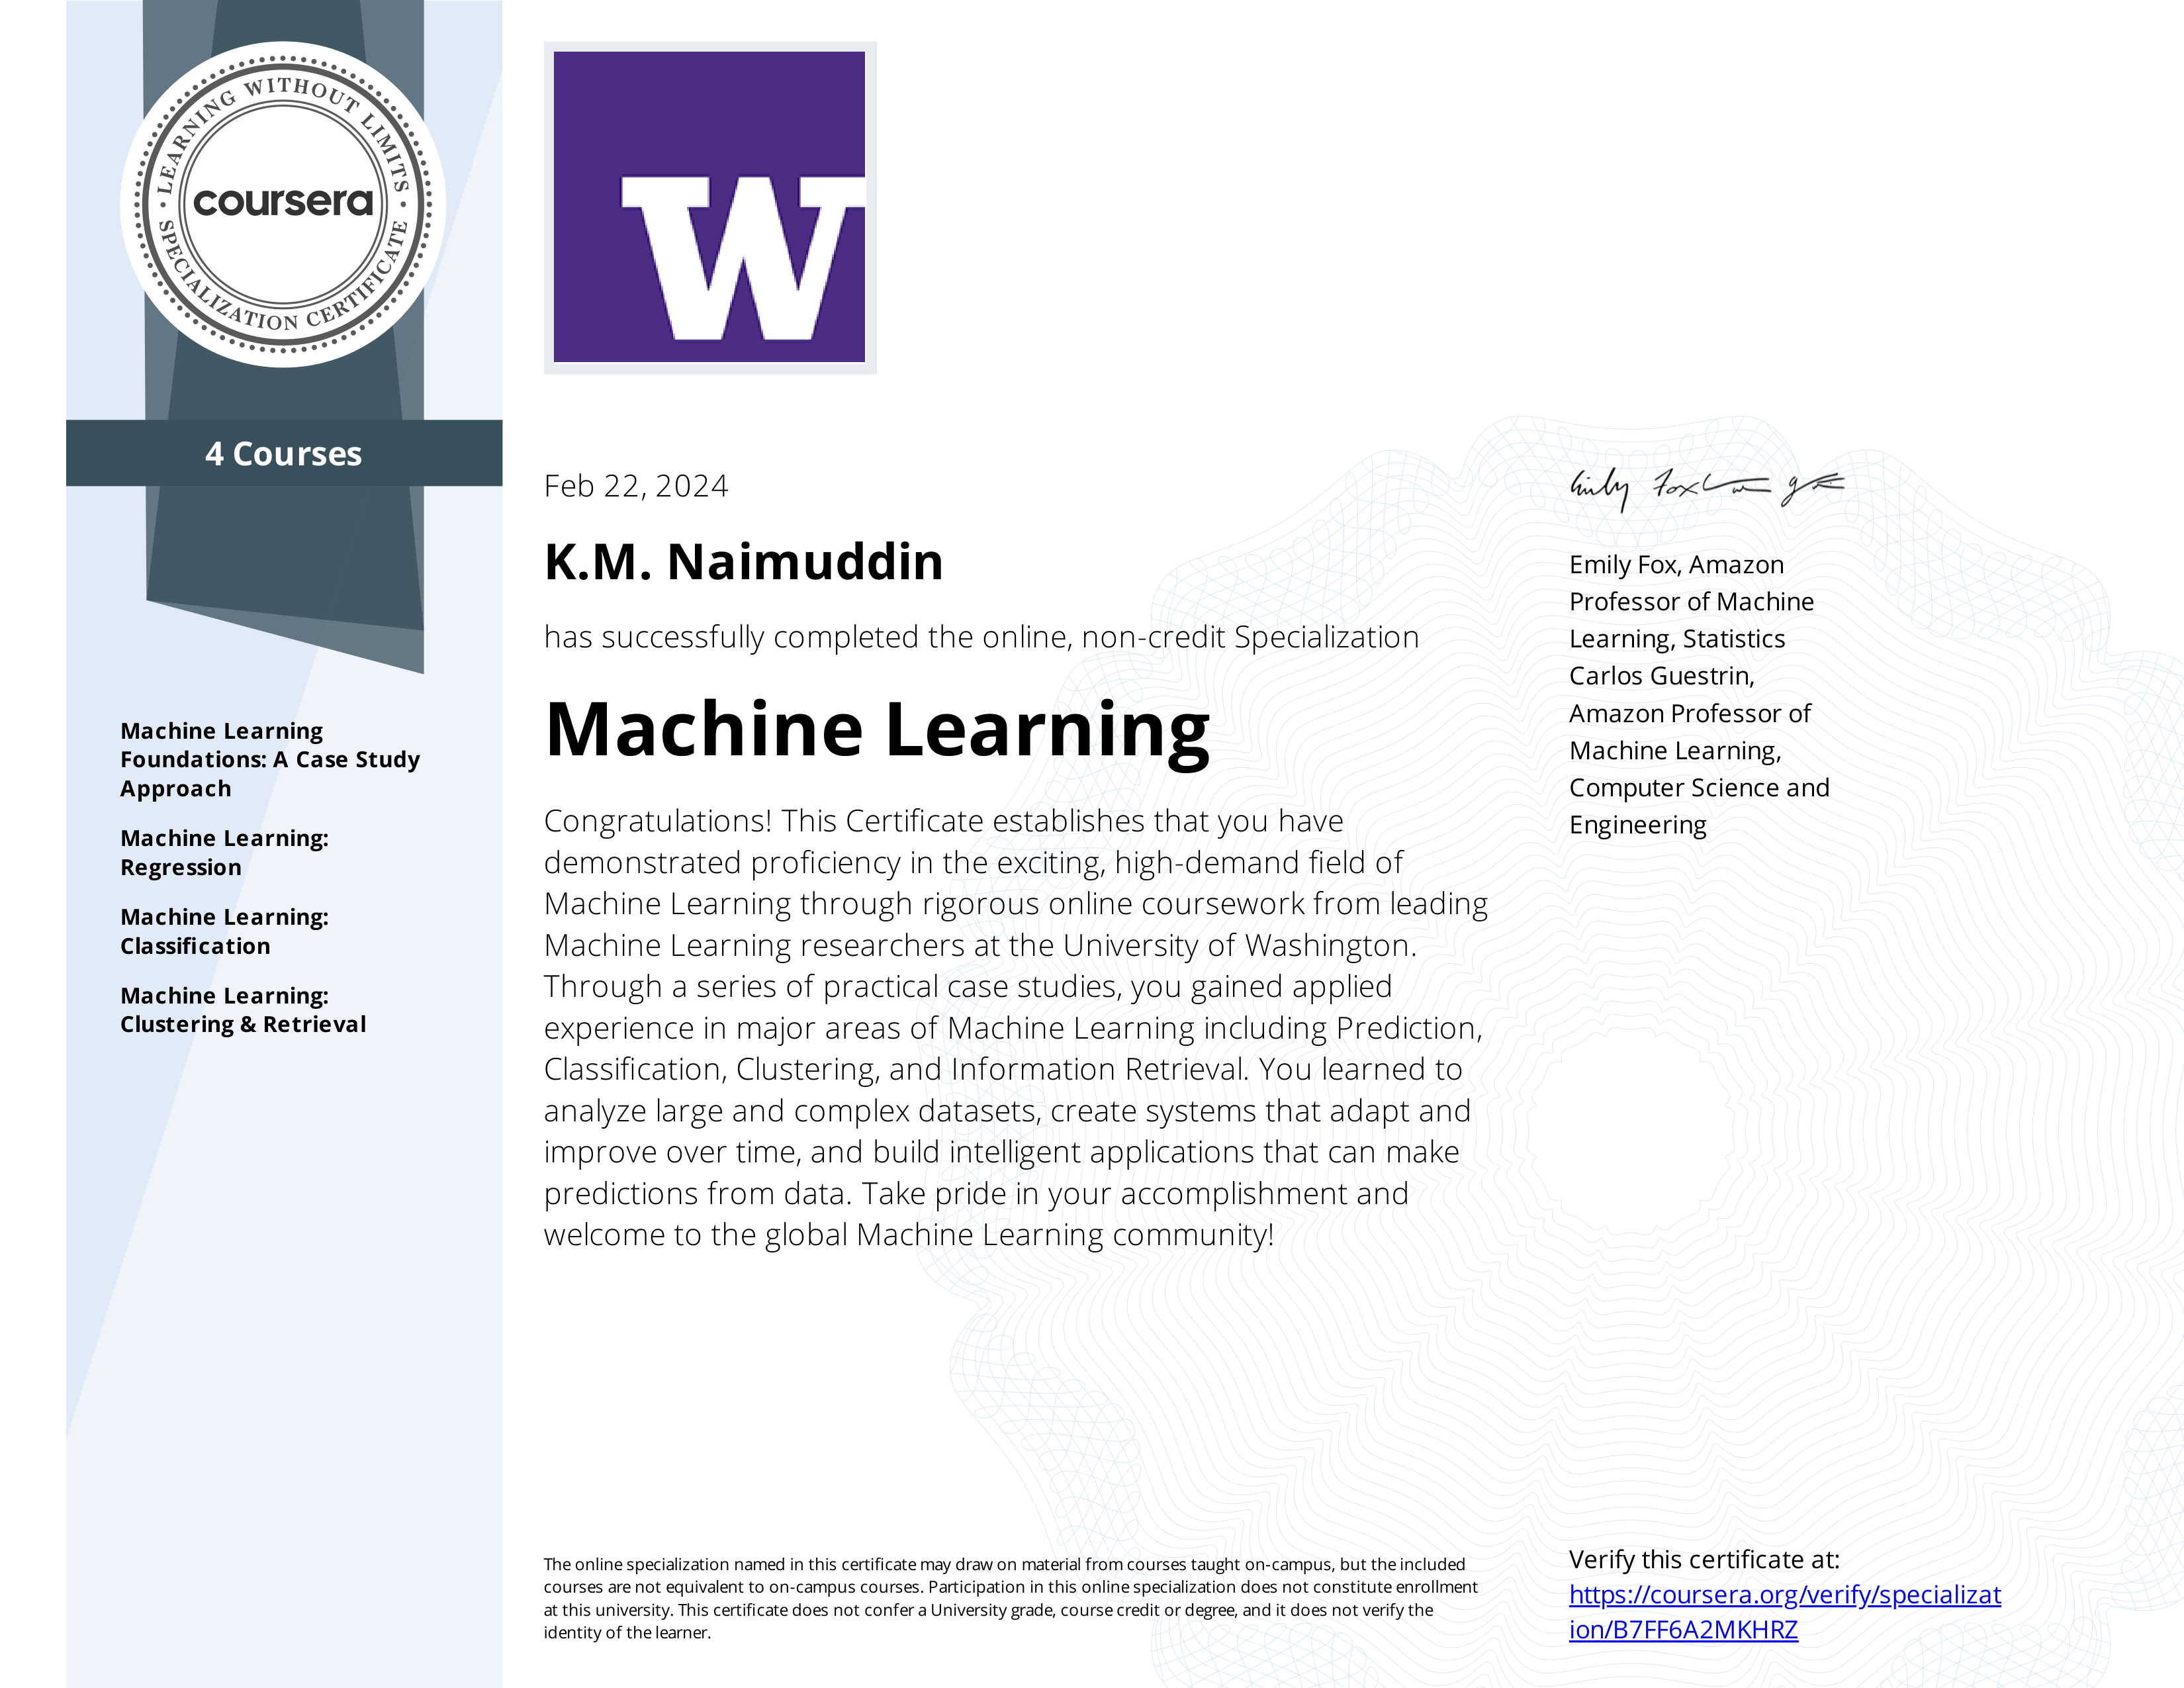 LEARNING WITHOUT LIMITS
coursera
SPECIALIZATION CERTIFICATE
4 Courses
Machine Learning
Foundations: A Case Study
Approach
Machine Learning:
Regression
Machine Learning:
Classification
Machine Learning:
Clustering & Retrieval
W
Feb 22, 2024
K.M. Naimuddin
has successfully completed the online, non-credit Specialization
Machine Learning
Congratulations! This Certificate establishes that you have
demonstrated proficiency in the exciting, high-demand field of
Machine Learning through rigorous online coursework from leading
Machine Learning researchers at the University of Washington.
Through a series of practical case studies, you gained applied
experience in major areas of Machine Learning including Prediction,
Classification, Clustering, and Information Retrieval. You learned to
analyze large and complex datasets, create systems that adapt and
improve over time, and build intelligent applications that can make
predictions from data. Take pride in your accomplishment and
welcome to the global Machine Learning community!
Emily Fox
Emily Fox, Amazon
Professor of Machine
Learning, Statistics
Carlos Guestrin,
Amazon Professor of
Machine Learning,
Computer Science and
Engineering
The online specialization named in this certificate may draw on material from courses taught on-campus, but the included
courses are not equivalent to on-campus courses. Participation in this online specialization does not constitute enrollment
at this university. This certificate does not confer a University grade, course credit or degree, and it does not verify the
identity of the learner.
Verify this certificate at:
https://coursera.org/verify/specializat
ion/B7FF6A2MKHRZ